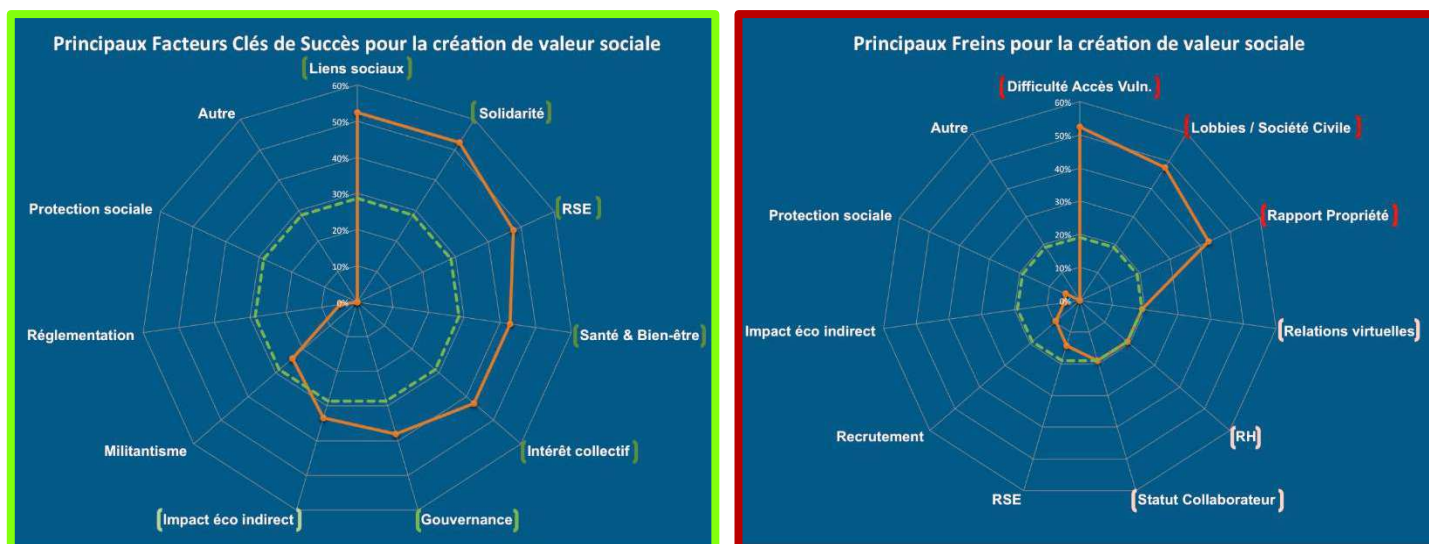 Principaux Facteurs Clés de Succès pour la création de valeur sociale
Liens sociaux
Solidarité
RSE
Santé & Bien-être
Intérêt collectif
Gouvernance
Impact éco indirect
Militantisme
Réglementation
Protection sociale
Autre
60%
50%
40%
30%
20%
10%
0%
Principaux Freins pour la création de valeur sociale
Difficulté Accès Vuln.
Lobbies / Société Civile
Rapport Propriété
Relations virtuelles
RH
Statut Collaborateur
RSE
Recrutement
Impact éco indirect
Protection sociale
Autre
60%
50%
40%
30%
20%
10%
0%